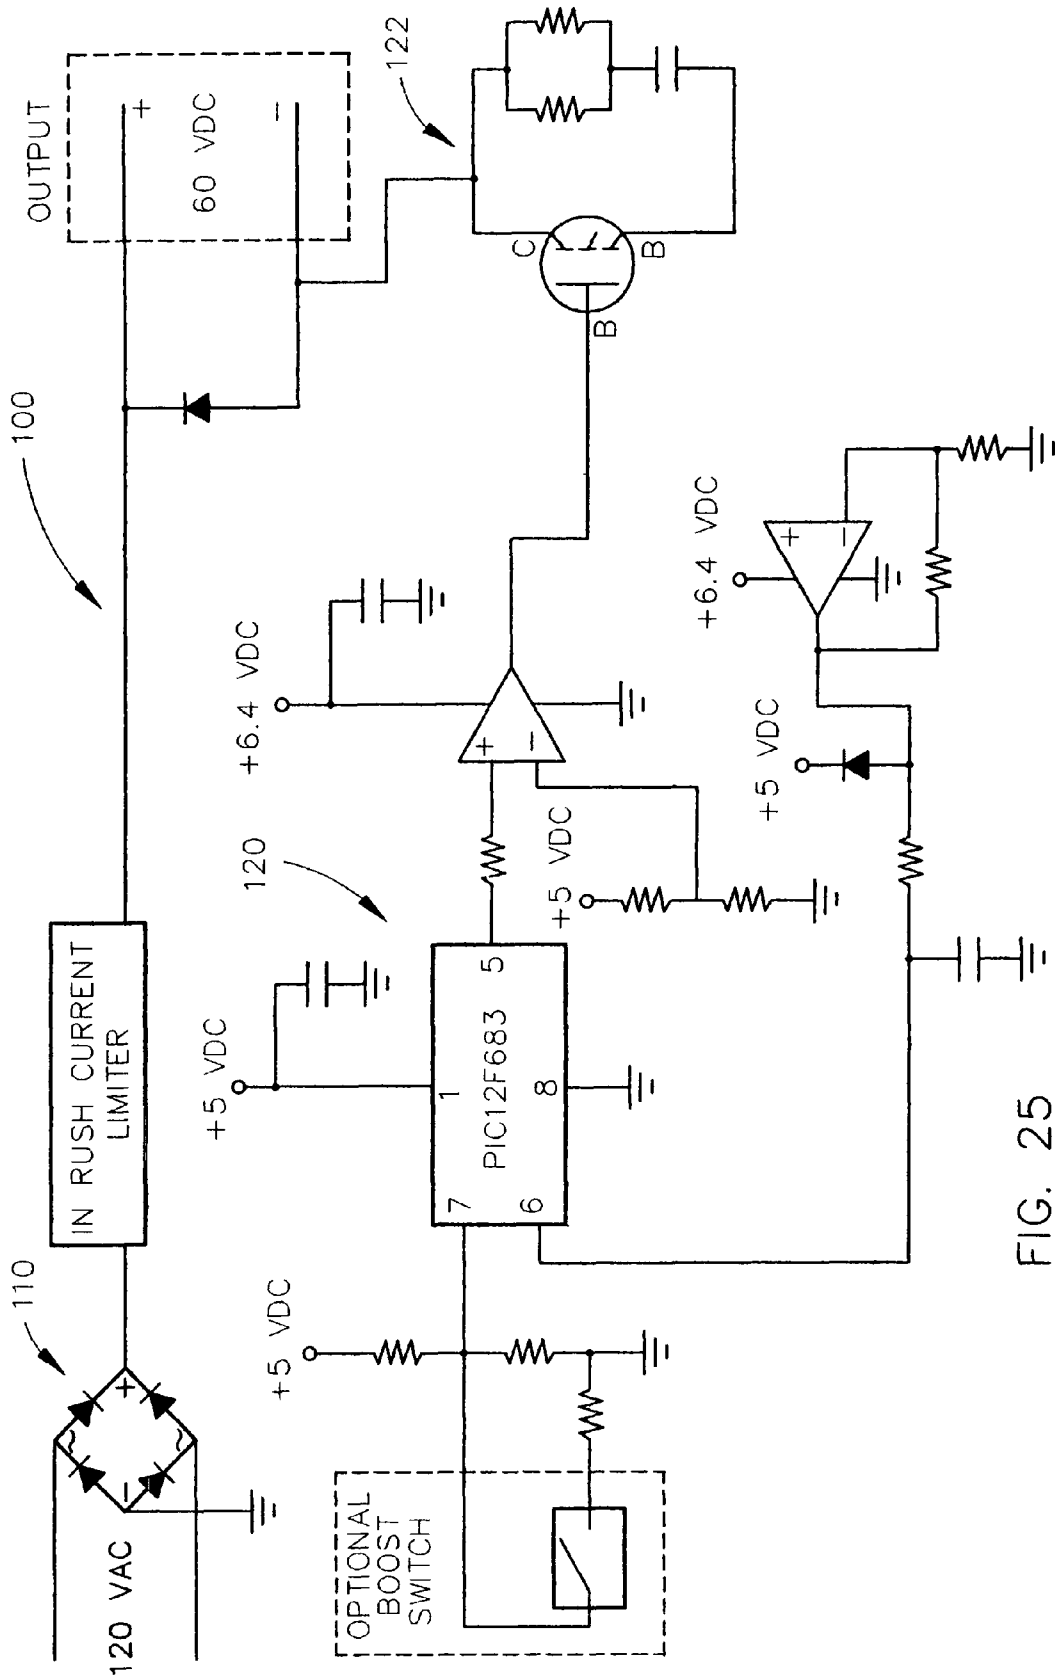 120 VAC
~
~
+
−
110
IN RUSH CURRENT
LIMITER
100
OUTPUT
+
60 VDC
−
OPTIONAL
BOOST
SWITCH
+5 VDC
+5 VDC
120
7
1
5
PIC12F683
6
8
+6.4 VDC
+
−
+5 VDC
122
C
B
B
+5 VDC
+6.4 VDC
+
−
FIG. 25